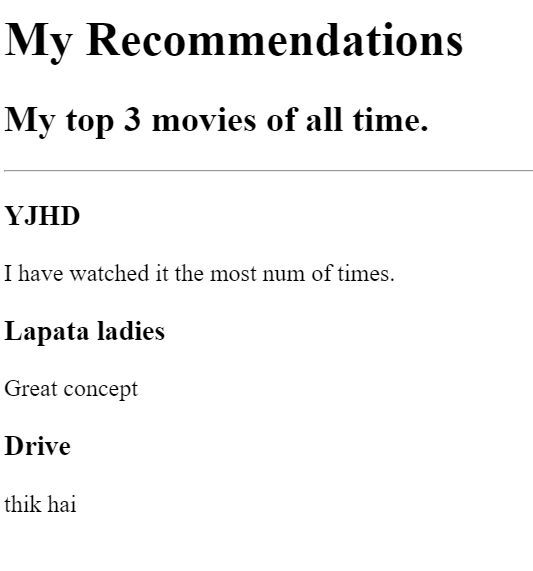 My Recommendations
My top 3 movies of all time.
YJHD
I have watched it the most num of times.
Lapata ladies
Great concept
Drive
thik hai